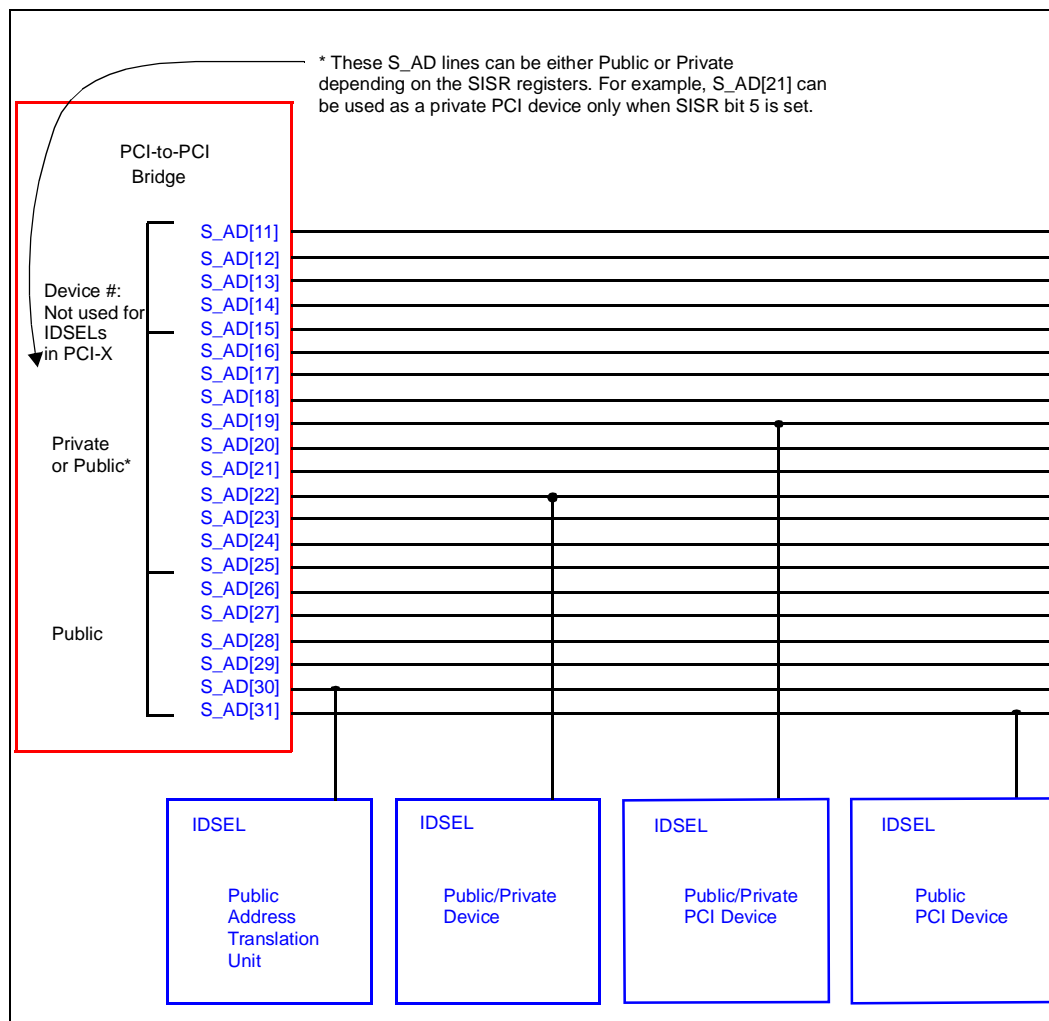 * These S_AD lines can be either Public or Private
depending on the SISR registers. For example, S_AD[21] can
be used as a private PCI device only when SISR bit 5 is set.
PCI-to-PCI
Bridge
S_AD[11]
S_AD[12]
S_AD[13]
S_AD[14]
S_AD[15]
S_AD[16]
S_AD[17]
S_AD[18]
S_AD[19]
S_AD[20]
S_AD[21]
S_AD[22]
S_AD[23]
S_AD[24]
S_AD[25]
S_AD[26]
S_AD[27]
S_AD[28]
S_AD[29]
S_AD[30]
S_AD[31]
Device #:
Not used for
IDSELs
in PCI-X
Private
or Public*
Public
IDSEL
Public
Address
Translation
Unit
IDSEL
Public/Private
Device
IDSEL
Public/Private
PCI Device
IDSEL
Public
PCI Device